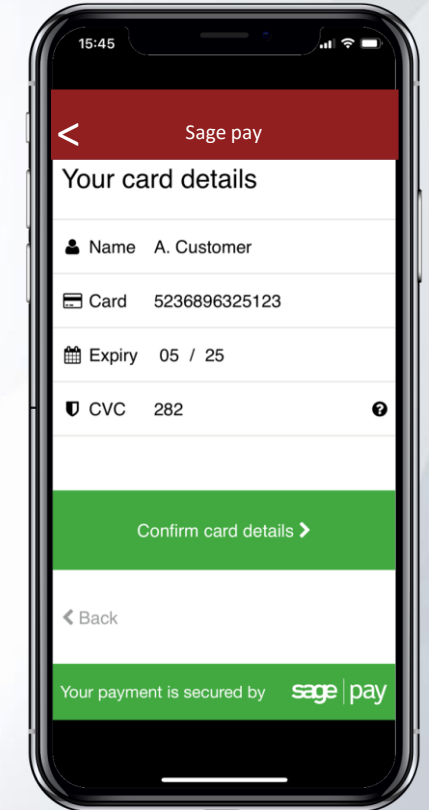 15:45
< Sage pay
Your card details
Name A. Customer
Card 5236896325123
Expiry 05 / 25
CVC 282
Confirm card details
Back
Your payment is secured by sage pay